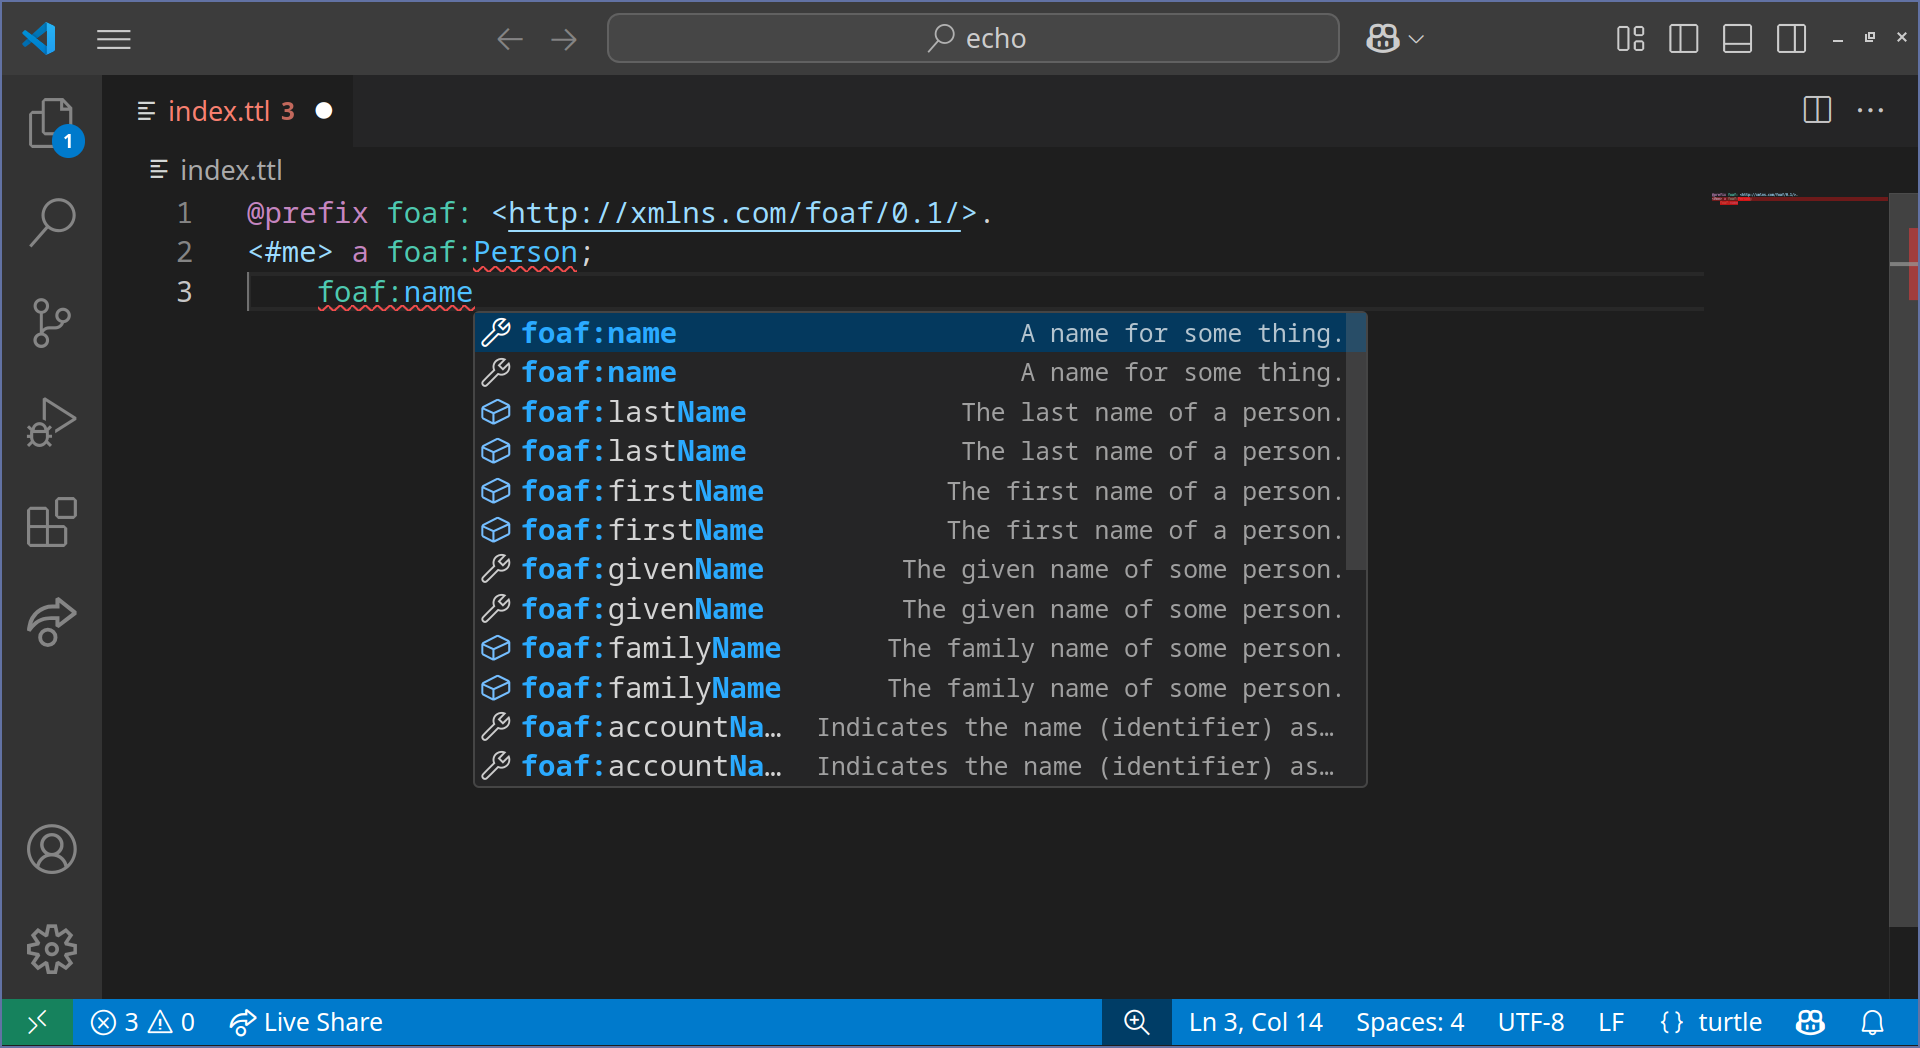 echo
index.ttl 3
1
index.ttl
1 @prefix foaf: <http://xmlns.com/foaf/0.1/>.
2 <#me> a foaf:Person;
3 foaf:name
foaf:name A name for some thing.
foaf:name A name for some thing.
foaf:lastName The last name of a person.
foaf:lastName The last name of a person.
foaf:firstName The first name of a person.
foaf:firstName The first name of a person.
foaf:givenName The given name of some person.
foaf:givenName The given name of some person.
foaf:familyName The family name of some person.
foaf:familyName The family name of some person.
foaf:accountNa… Indicates the name (identifier) as…
foaf:accountNa… Indicates the name (identifier) as…
3 0 Live Share Ln 3, Col 14 Spaces: 4 UTF-8 LF {} turtle